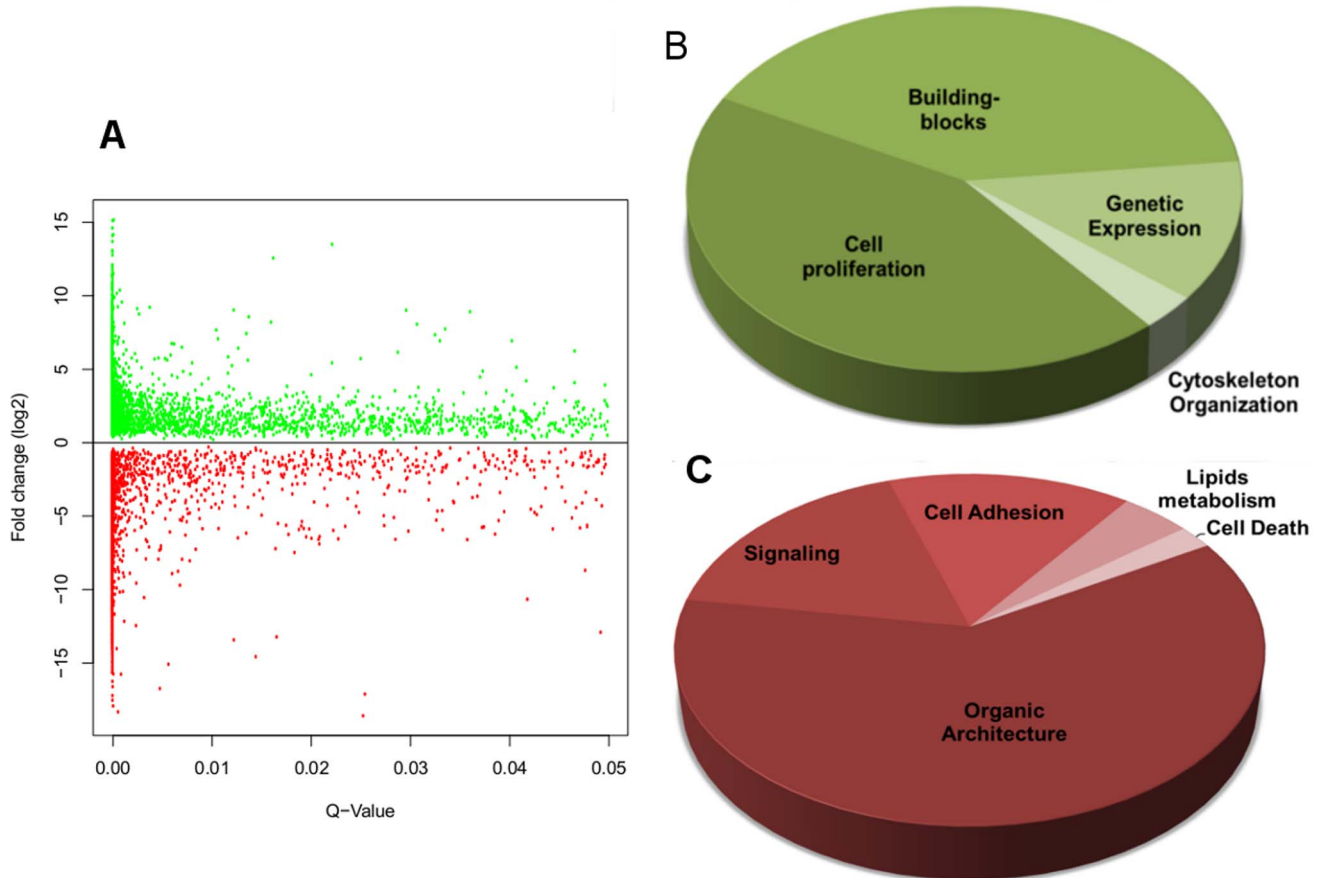 A
15
10
5
0
−5
−10
−15
Fold change (log2)
0.00 0.01 0.02 0.03 0.04 0.05
Q−Value
B
Building-
blocks
Genetic
Expression
Cell
proliferation
Cytoskeleton
Organization
C
Lipids
metabolism
Cell Adhesion
Cell Death
Signaling
Organic
Architecture